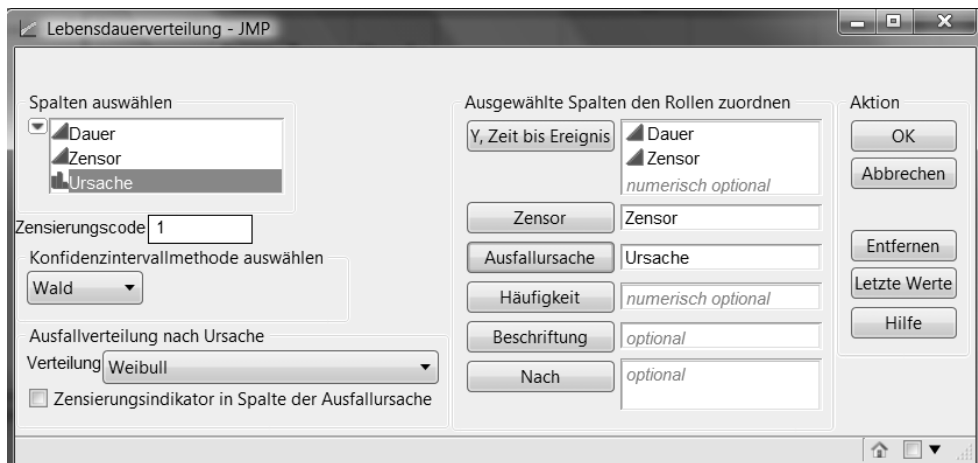 Lebensdauerverteilung - JMP
Spalten auswählen
Dauer
Zensor
Ursache
Zensierungscode 1
Konfidenzintervallmethode auswählen
Wald
Ausfallverteilung nach Ursache
Verteilung Weibull
Zensierungsindikator in Spalte der Ausfallursache
Ausgewählte Spalten den Rollen zuordnen
Y, Zeit bis Ereignis
Dauer
Zensor
numerisch optional
Zensor Zensor
Ausfallursache Ursache
Häufigkeit numerisch optional
Beschriftung optional
Nach optional
Aktion
OK
Abbrechen
Entfernen
Letzte Werte
Hilfe